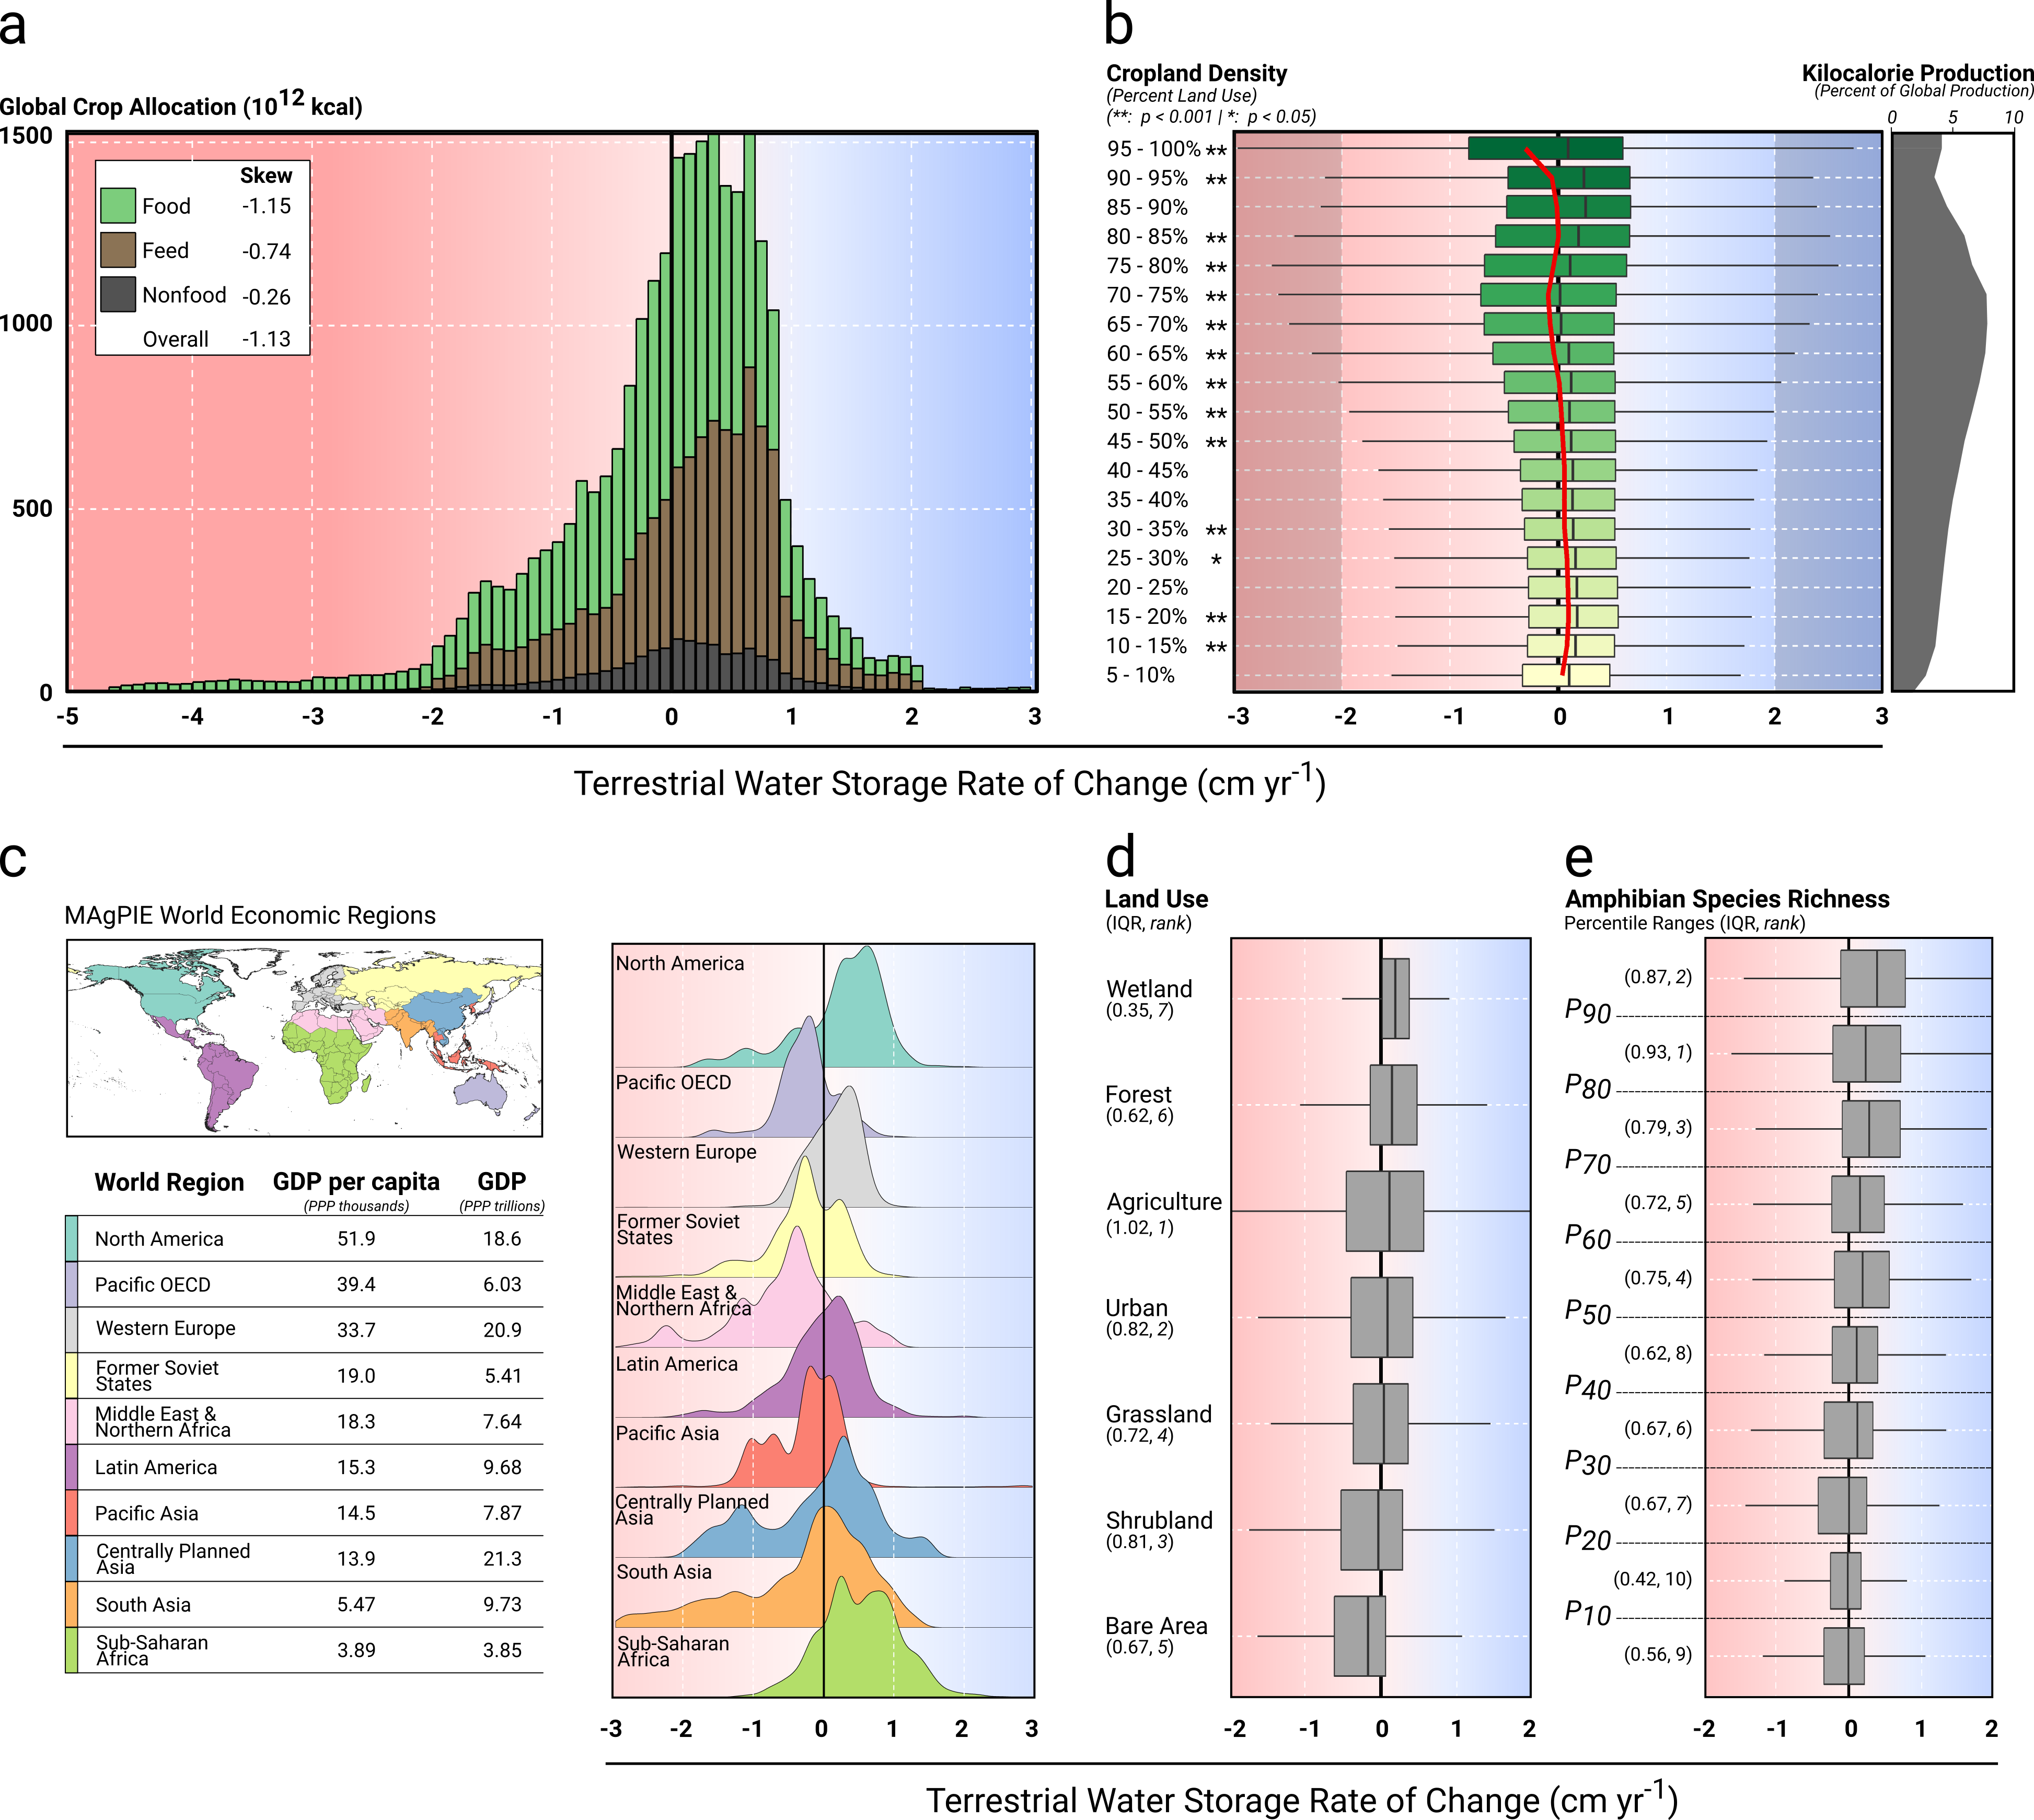 a
Global Crop Allocation (10^12 kcal)
1500
1000
500
0
Skew
Food -1.15
Feed -0.74
Nonfood -0.26
Overall -1.13
-5 -4 -3 -2 -1 0 1 2 3
b
Cropland Density
(Percent Land Use)
(**: p < 0.001 | *: p < 0.05)
Kilocalorie Production
(Percent of Global Production)
0 5 10
95 - 100% **
90 - 95% **
85 - 90%
80 - 85% **
75 - 80% **
70 - 75% **
65 - 70% **
60 - 65% **
55 - 60% **
50 - 55% **
45 - 50% **
40 - 45%
35 - 40%
30 - 35% **
25 - 30% *
20 - 25%
15 - 20% **
10 - 15% **
5 - 10%
-3 -2 -1 0 1 2 3
Terrestrial Water Storage Rate of Change (cm yr^-1)
c
MAgPIE World Economic Regions
World Region GDP per capita GDP
(PPP thousands) (PPP trillions)
North America 51.9 18.6
Pacific OECD 39.4 6.03
Western Europe 33.7 20.9
Former Soviet
States 19.0 5.41
Middle East &
Northern Africa 18.3 7.64
Latin America 15.3 9.68
Pacific Asia 14.5 7.87
Centrally Planned
Asia 13.9 21.3
South Asia 5.47 9.73
Sub-Saharan
Africa 3.89 3.85
North America
Pacific OECD
Western Europe
Former Soviet
States
Middle East &
Northern Africa
Latin America
Pacific Asia
Centrally Planned
Asia
South Asia
Sub-Saharan
Africa
-3 -2 -1 0 1 2 3
d
Land Use
(IQR, rank)
Wetland
(0.35, 7)
Forest
(0.62, 6)
Agriculture
(1.02, 1)
Urban
(0.82, 2)
Grassland
(0.72, 4)
Shrubland
(0.81, 3)
Bare Area
(0.67, 5)
-2 -1 0 1 2
e
Amphibian Species Richness
Percentile Ranges (IQR, rank)
(0.87, 2)
P90
(0.93, 1)
P80
(0.79, 3)
P70
(0.72, 5)
P60
(0.75, 4)
P50
(0.62, 8)
P40
(0.67, 6)
P30
(0.67, 7)
P20
(0.42, 10)
P10
(0.56, 9)
-2 -1 0 1 2
Terrestrial Water Storage Rate of Change (cm yr^-1)